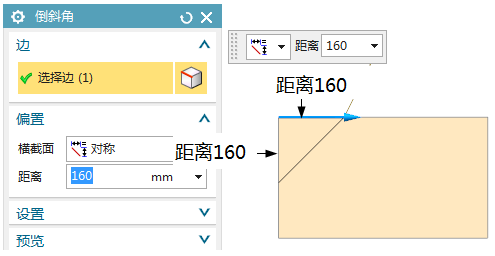 倒斜角
边
选择边 (1)
偏置
横截面
对称
距离
160
mm
设置
预览
距离
160
距离160
距离160